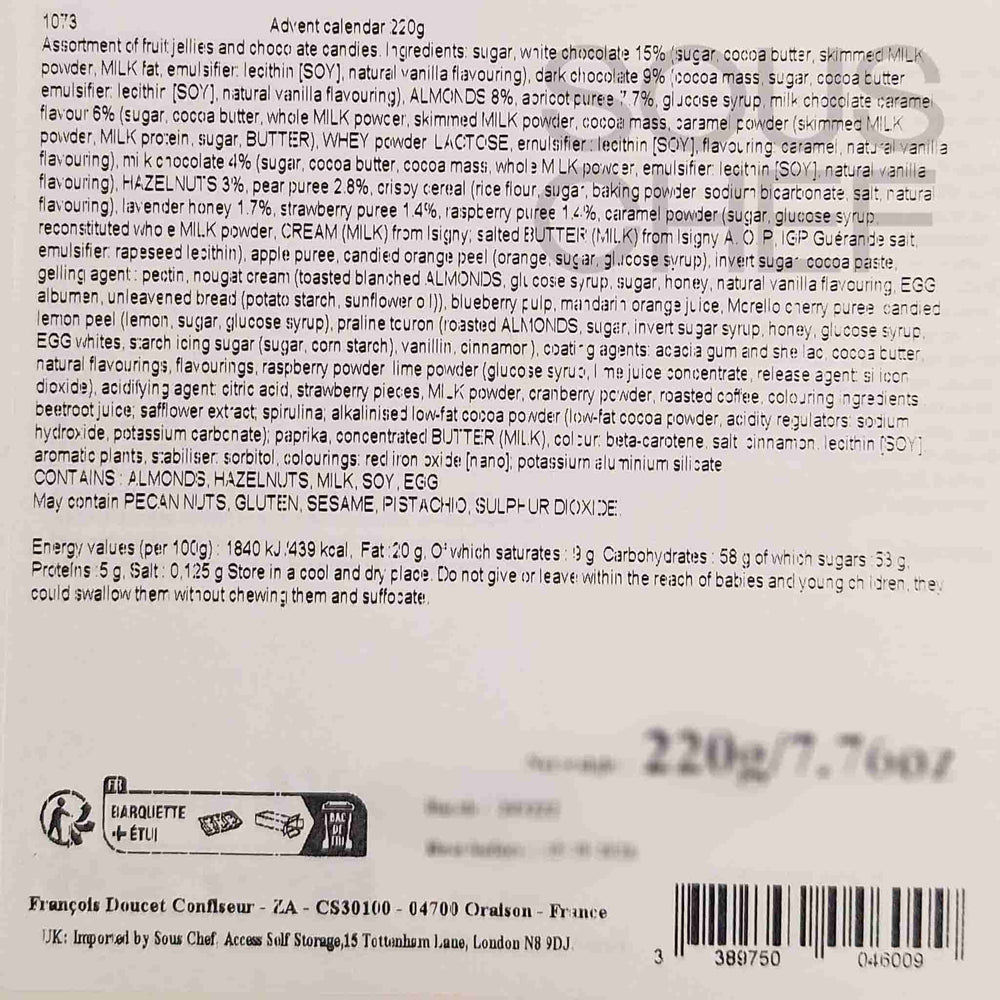 1073 Advent calendar 220g
Assortment of fruit jellies and chocolate candies. Ingredients: sugar, white chocolate 15% (sugar, cocoa butter, skimmed MILK
powder, MILK fat, emulsifier: lecithin [SOY], natural vanilla flavouring), dark chocolate 9% (cocoa mass, sugar, cocoa butter
emulsifier: lecithin [SOY], natural vanilla flavouring), ALMONDS 8%, apricot puree 7.7%, glucose syrup, milk chocolate caramel
flavour 6% (sugar, cocoa butter, whole MILK powder, skimmed MILK powder, cocoa mass, caramel powder (skimmed MILK
powder, MILK protein, sugar, BUTTER), WHEY powder LACTOSE, emulsifier: lecithin [SOY], flavouring: caramel, natural vanilla
flavouring), milk chocolate 4% (sugar, cocoa butter, cocoa mass, whole MILK powder, emulsifier: lecithin [SOY], natural vanilla
flavouring), HAZELNUTS 3%, pear puree 2.8%, crispy cereal (rice flour, sugar, baking powder: sodium bicarbonate, salt, natural
flavouring), lavender honey 1.7%, strawberry puree 1.4%, raspberry puree 1.4%, caramel powder (sugar, glucose syrup,
reconstituted whole MILK powder, CREAM (MILK) from Isigny, salted BUTTER (MILK) from Isigny A.O.P, IGP Guérande salt,
emulsifier: rapeseed lecithin), apple puree, candied orange peel (orange, sugar, glucose syrup), invert sugar cocoa paste,
gelling agent: pectin, nougat cream (toasted blanched ALMONDS, glucose syrup, sugar, honey, natural vanilla flavouring, EGG
albumen, unleavened bread (potato starch, sunflower oil)), blueberry pulp, mandarin orange juice, Morello cherry puree candied
lemon peel (lemon, sugar, glucose syrup), praline touron (roasted ALMONDS, sugar, invert sugar syrup, honey, glucose syrup,
EGG whites, starch icing sugar (sugar, corn starch), vanillin, cinnamon), coating agents: acacia gum and shellac, cocoa butter,
natural flavourings, flavourings, raspberry powder lime powder (glucose syrup, lime juice concentrate, release agent: silicon
dioxide), acidifying agent: citric acid, strawberry pieces, MILK powder, cranberry powder, roasted coffee, colouring ingredients:
beetroot juice; safflower extract; spirulina; alkalinised low-fat cocoa powder (low-fat cocoa powder, acidity regulators: sodium
hydroxide, potassium carbonate); paprika, concentrated BUTTER (MILK), colour: beta-carotene, salt cinnamon, lecithin [SOY],
aromatic plants, stabiliser: sorbitol, colourings: red iron oxide [nano]; potassium aluminium silicate
CONTAINS : ALMONDS, HAZELNUTS, MILK, SOY, EGG
May contain PECAN NUTS, GLUTEN, SESAME, PISTACHIO, SULPHUR DIOXIDE.
Energy values (per 100g) : 1840 kJ /439 kcal, Fat :20 g, Of which saturates : 9 g Carbohydrates : 58 g of which sugars :53 g,
Proteins :5 g, Salt : 0,125 g Store in a cool and dry place. Do not give or leave within the reach of babies and young children, they
could swallow them without chewing them and suffocate.
SOUS
CHEF
220g/7.76oz
FR
BARQUETTE
+ ÉTUI
BAC
DE
TRI
François Doucet Confiseur - ZA - CS30100 - 04700 Oraison - France
UK: Imported by Sous Chef, Access Self Storage,15 Tottenham Lane, London N8 9DJ.
3 389750 046009